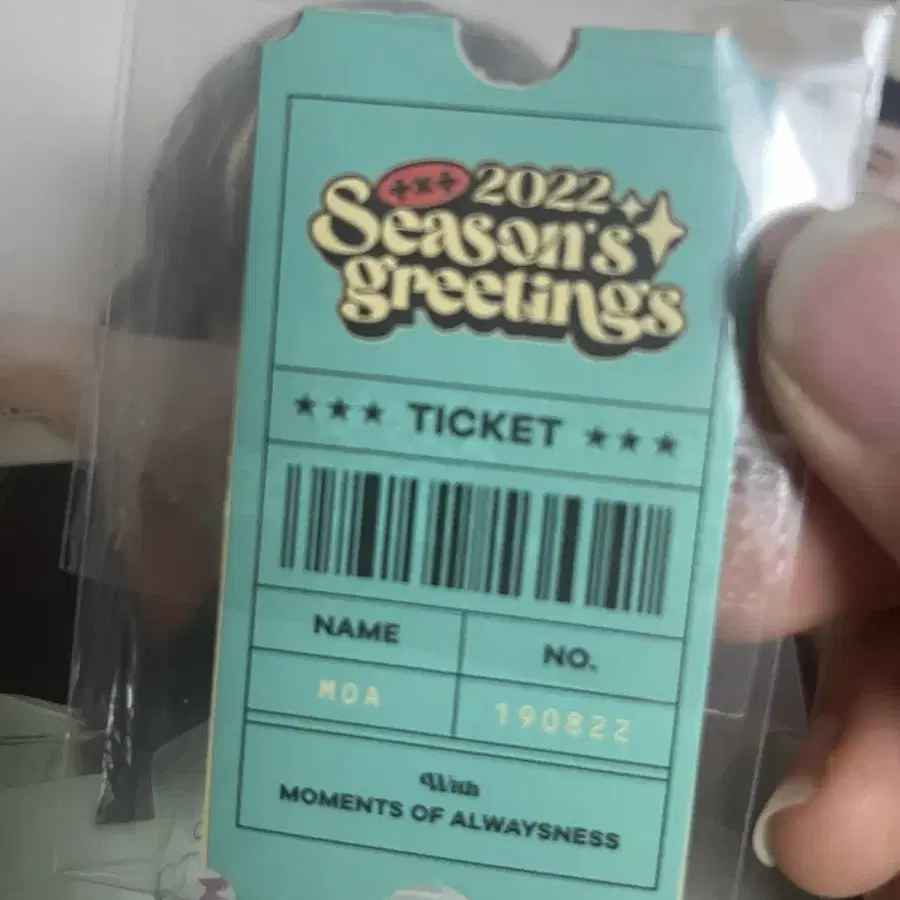 +x+ 2022
Season's
greetings
★★★ TICKET ★★★
NAME
NO.
MOA
190822
With
MOMENTS OF ALWAYSNESS